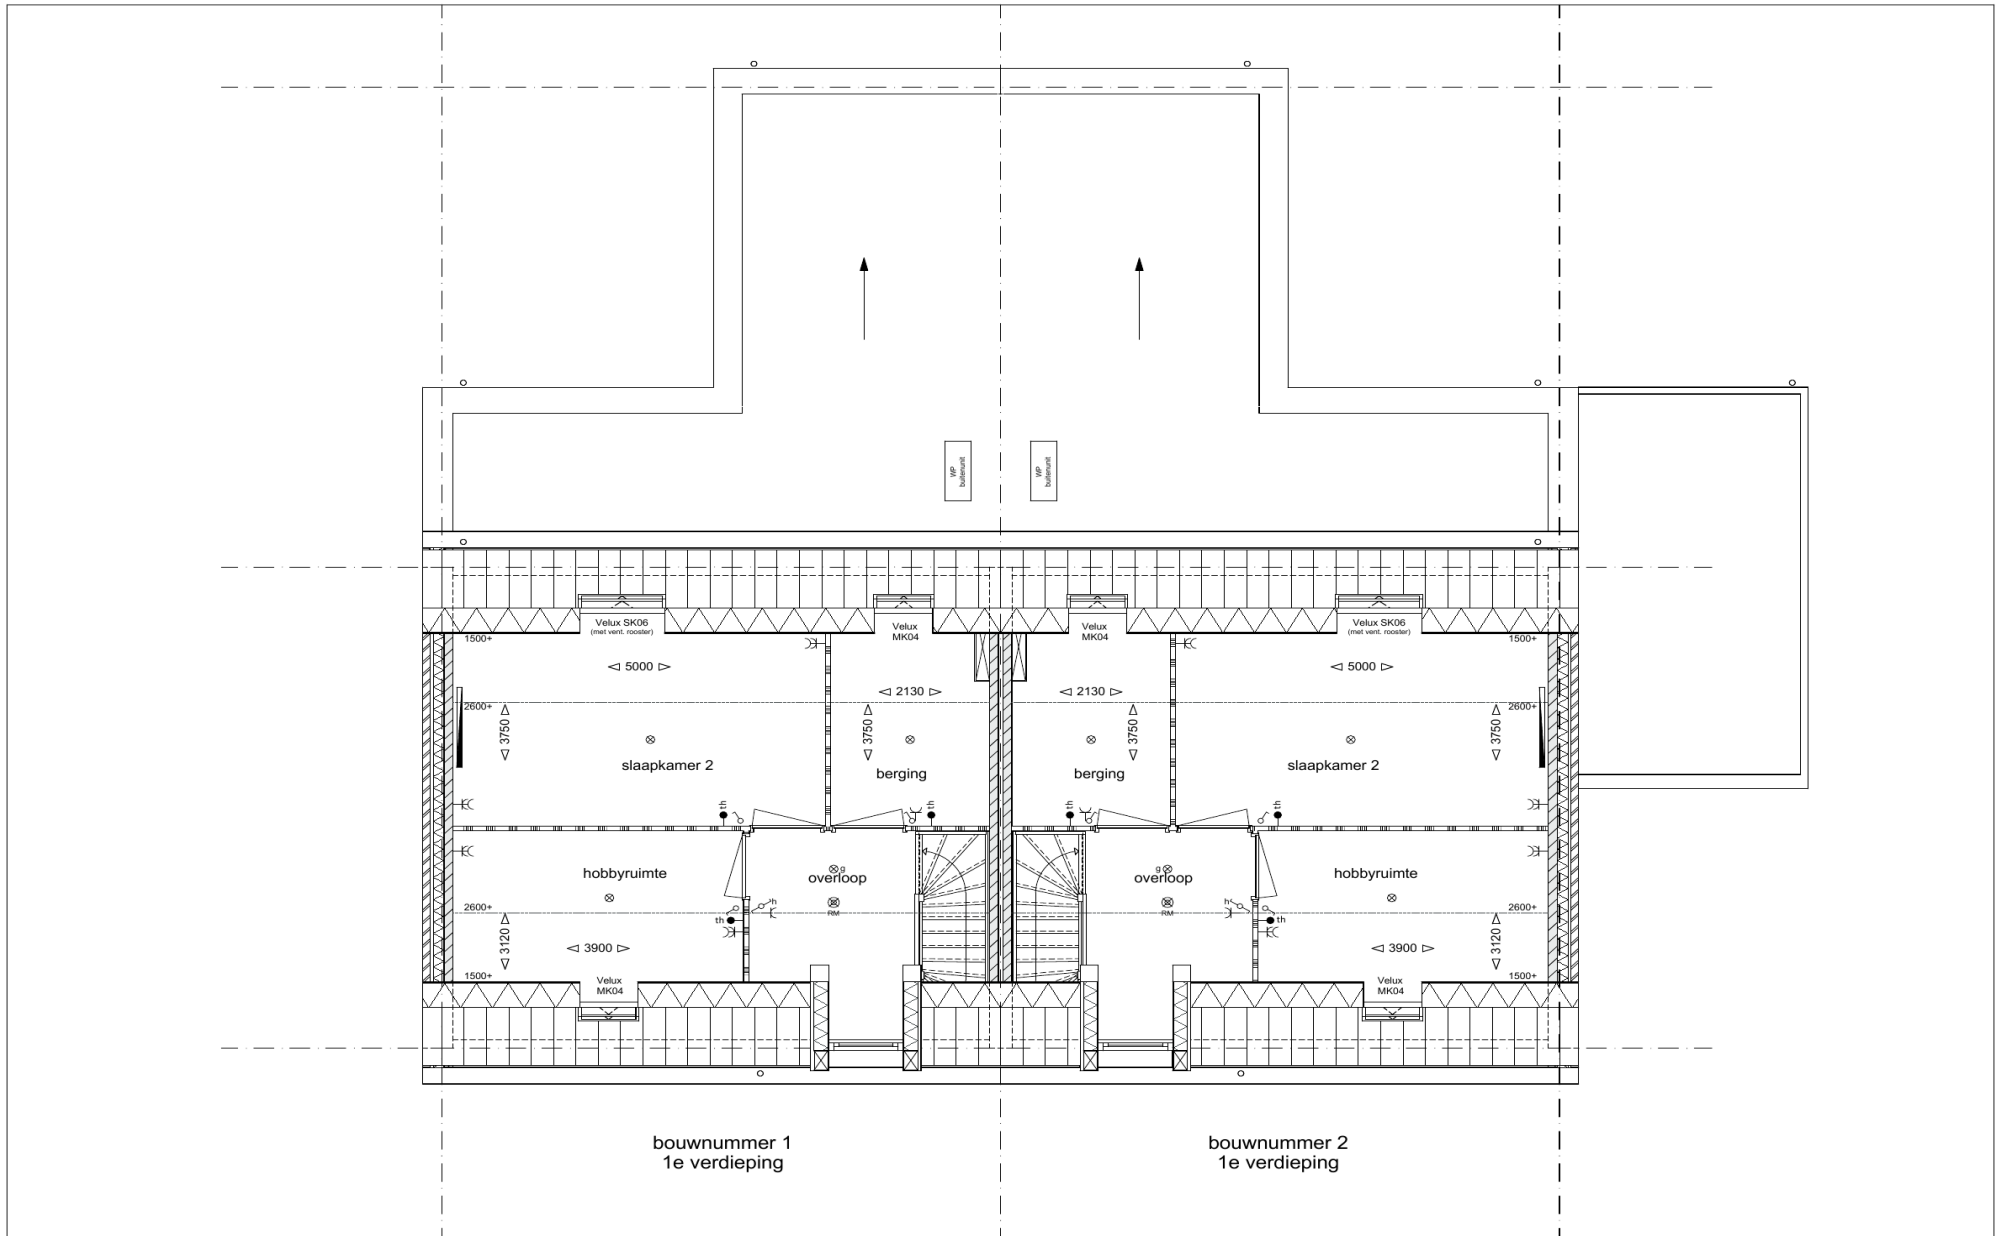 WP
buitenunit
WP
buitenunit
Velux SK06
(met vent. rooster)
Velux
MK04
Velux
MK04
Velux SK06
(met vent. rooster)
1500+
1500+
5000
5000
2130
2130
2600+
2600+
3750
3750
3750
3750
slaapkamer 2
berging
berging
slaapkamer 2
th
th
th
th
hobbyruimte
g
overloop
g
overloop
hobbyruimte
h
h
2600+
RM
RM
2600+
th
th
3120
3900
3900
3120
1500+
1500+
Velux
MK04
Velux
MK04
bouwnummer 1
1e verdieping
bouwnummer 2
1e verdieping